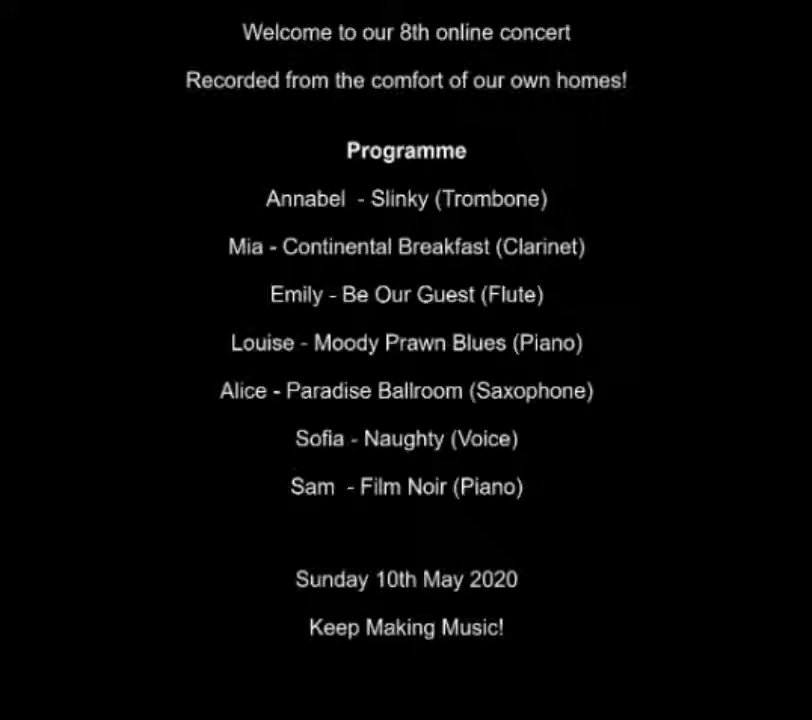 Welcome to our 8th online concert
Recorded from the comfort of our own homes!
Programme
Annabel  - Slinky (Trombone)
Mia - Continental Breakfast (Clarinet)
Emily - Be Our Guest (Flute)
Louise - Moody Prawn Blues (Piano)
Alice - Paradise Ballroom (Saxophone)
Sofia - Naughty (Voice)
Sam  - Film Noir (Piano)
Sunday 10th May 2020
Keep Making Music!